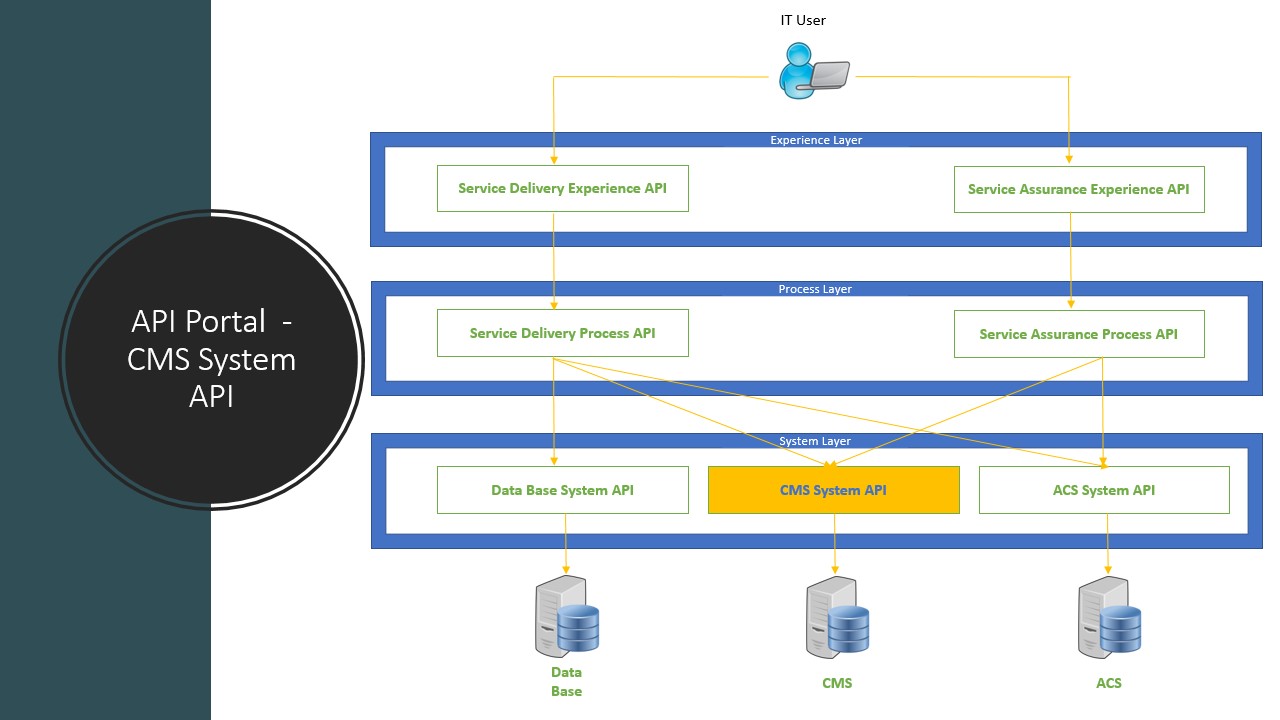 IT User
Experience Layer
Service Delivery Experience API
Service Assurance Experience API
Process Layer
Service Delivery Process API
Service Assurance Process API
API Portal  -
CMS System
API
System Layer
Data Base System API
CMS System API
ACS System API
Data
Base
CMS
ACS